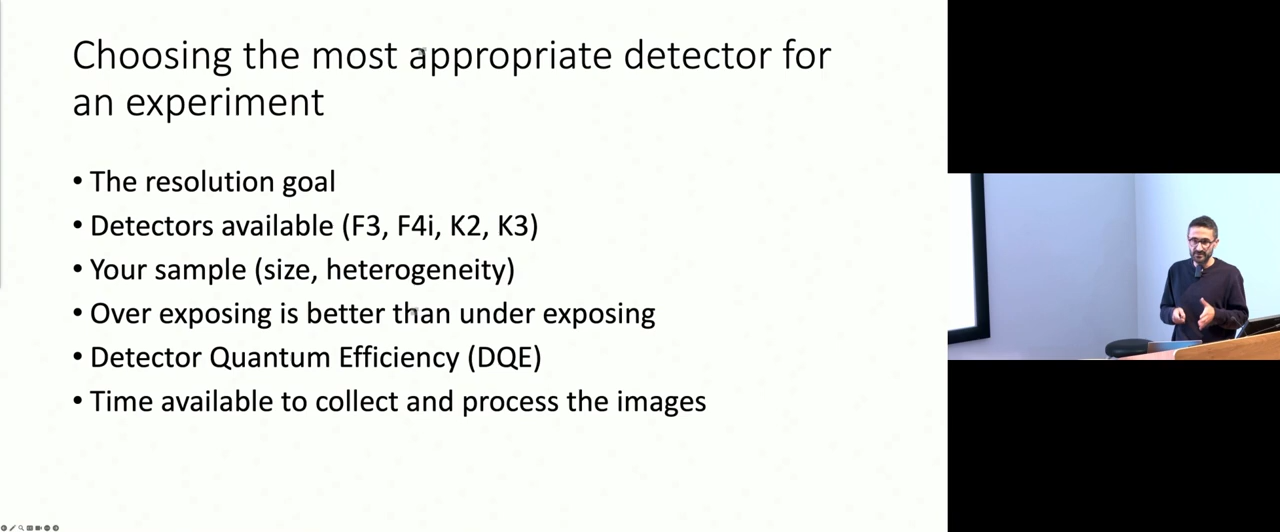 Choosing the most appropriate detector for
an experiment
• The resolution goal
• Detectors available (F3, F4i, K2, K3)
• Your sample (size, heterogeneity)
• Over exposing is better than under exposing
• Detector Quantum Efficiency (DQE)
• Time available to collect and process the images